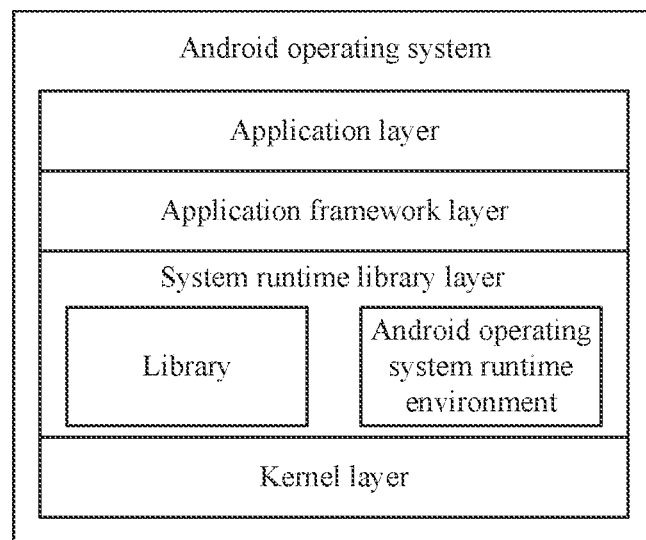 Android operating system
Application layer
Application framework layer
System runtime library layer
Library
Android operating
system runtime
environment
Kernel layer